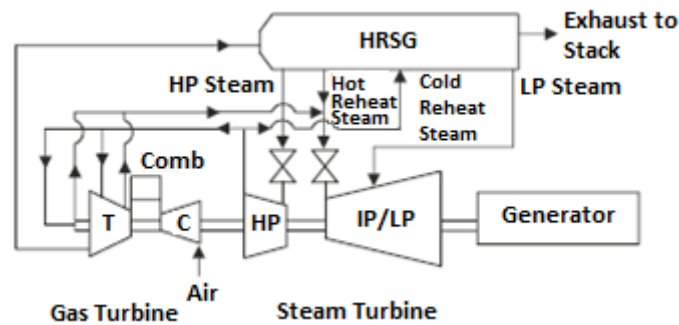 Exhaust to
Stack
HRSG
HP Steam
Hot
Reheat
Steam
Cold
Reheat
Steam
LP Steam
Comb
T
C
HP
IP/LP
Generator
Air
Gas Turbine
Steam Turbine